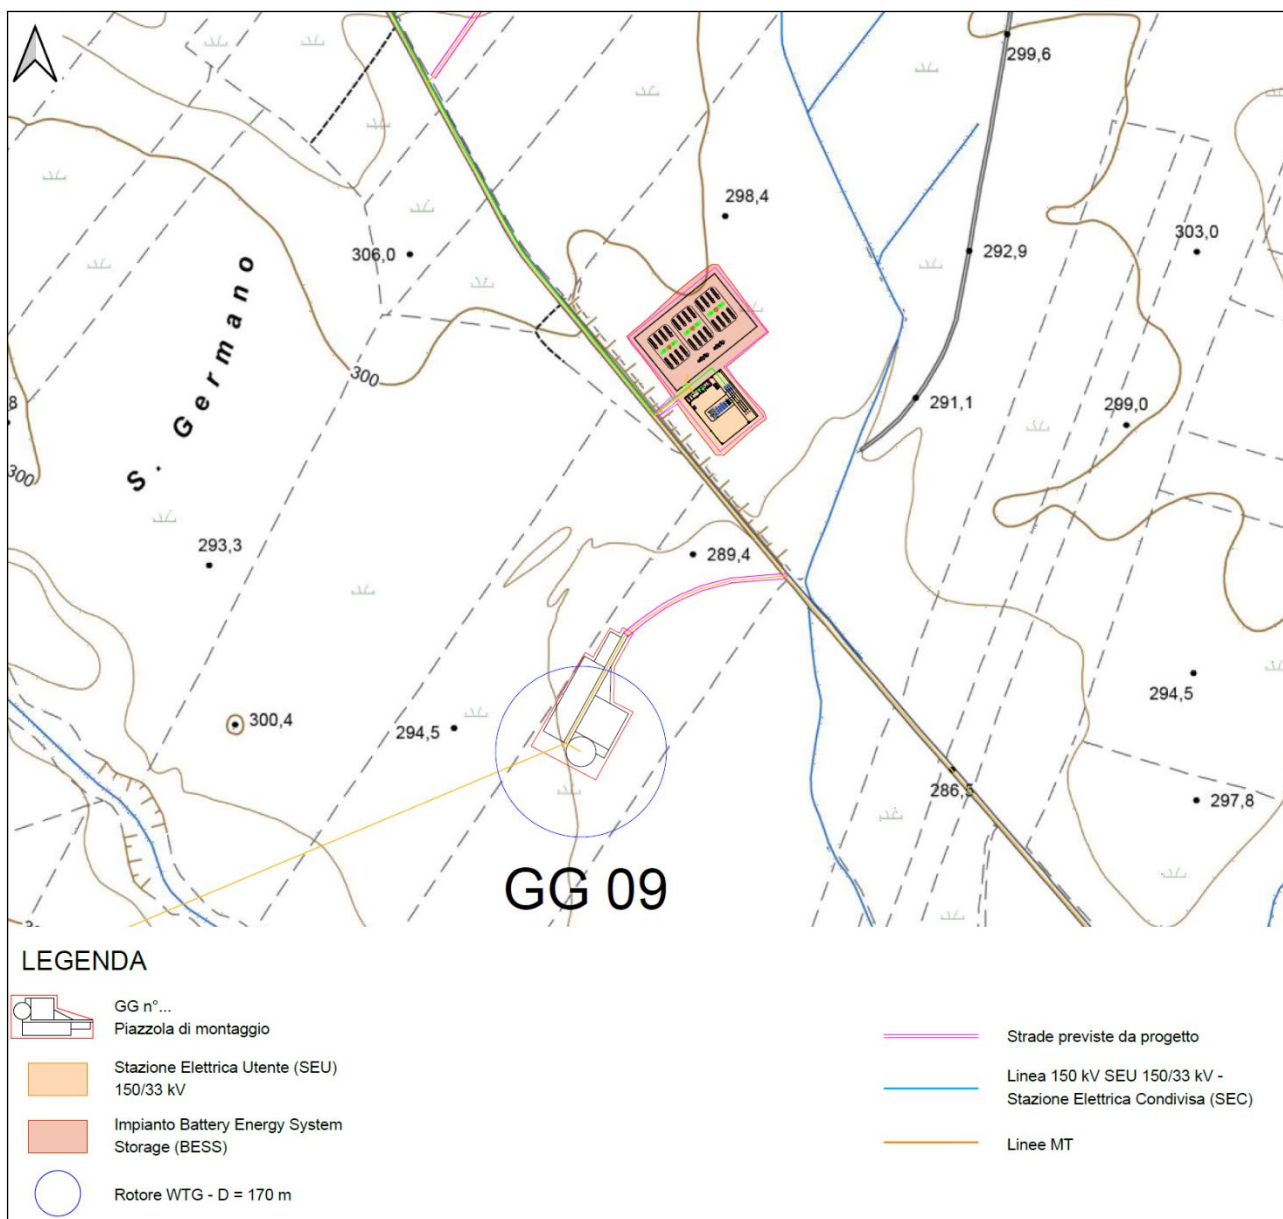 299,6
298,4
306,0
292,9
303,0
S. Germano
300
8
291,1
299,0
300
293,3
289,4
294,5
300,4
294,5
286,5
297,8
GG 09
LEGENDA
GG n°...
Piazzola di montaggio
Stazione Elettrica Utente (SEU)
150/33 kV
Impianto Battery Energy System
Storage (BESS)
Rotore WTG - D = 170 m
Strade previste da progetto
Linea 150 kV SEU 150/33 kV -
Stazione Elettrica Condivisa (SEC)
Linee MT